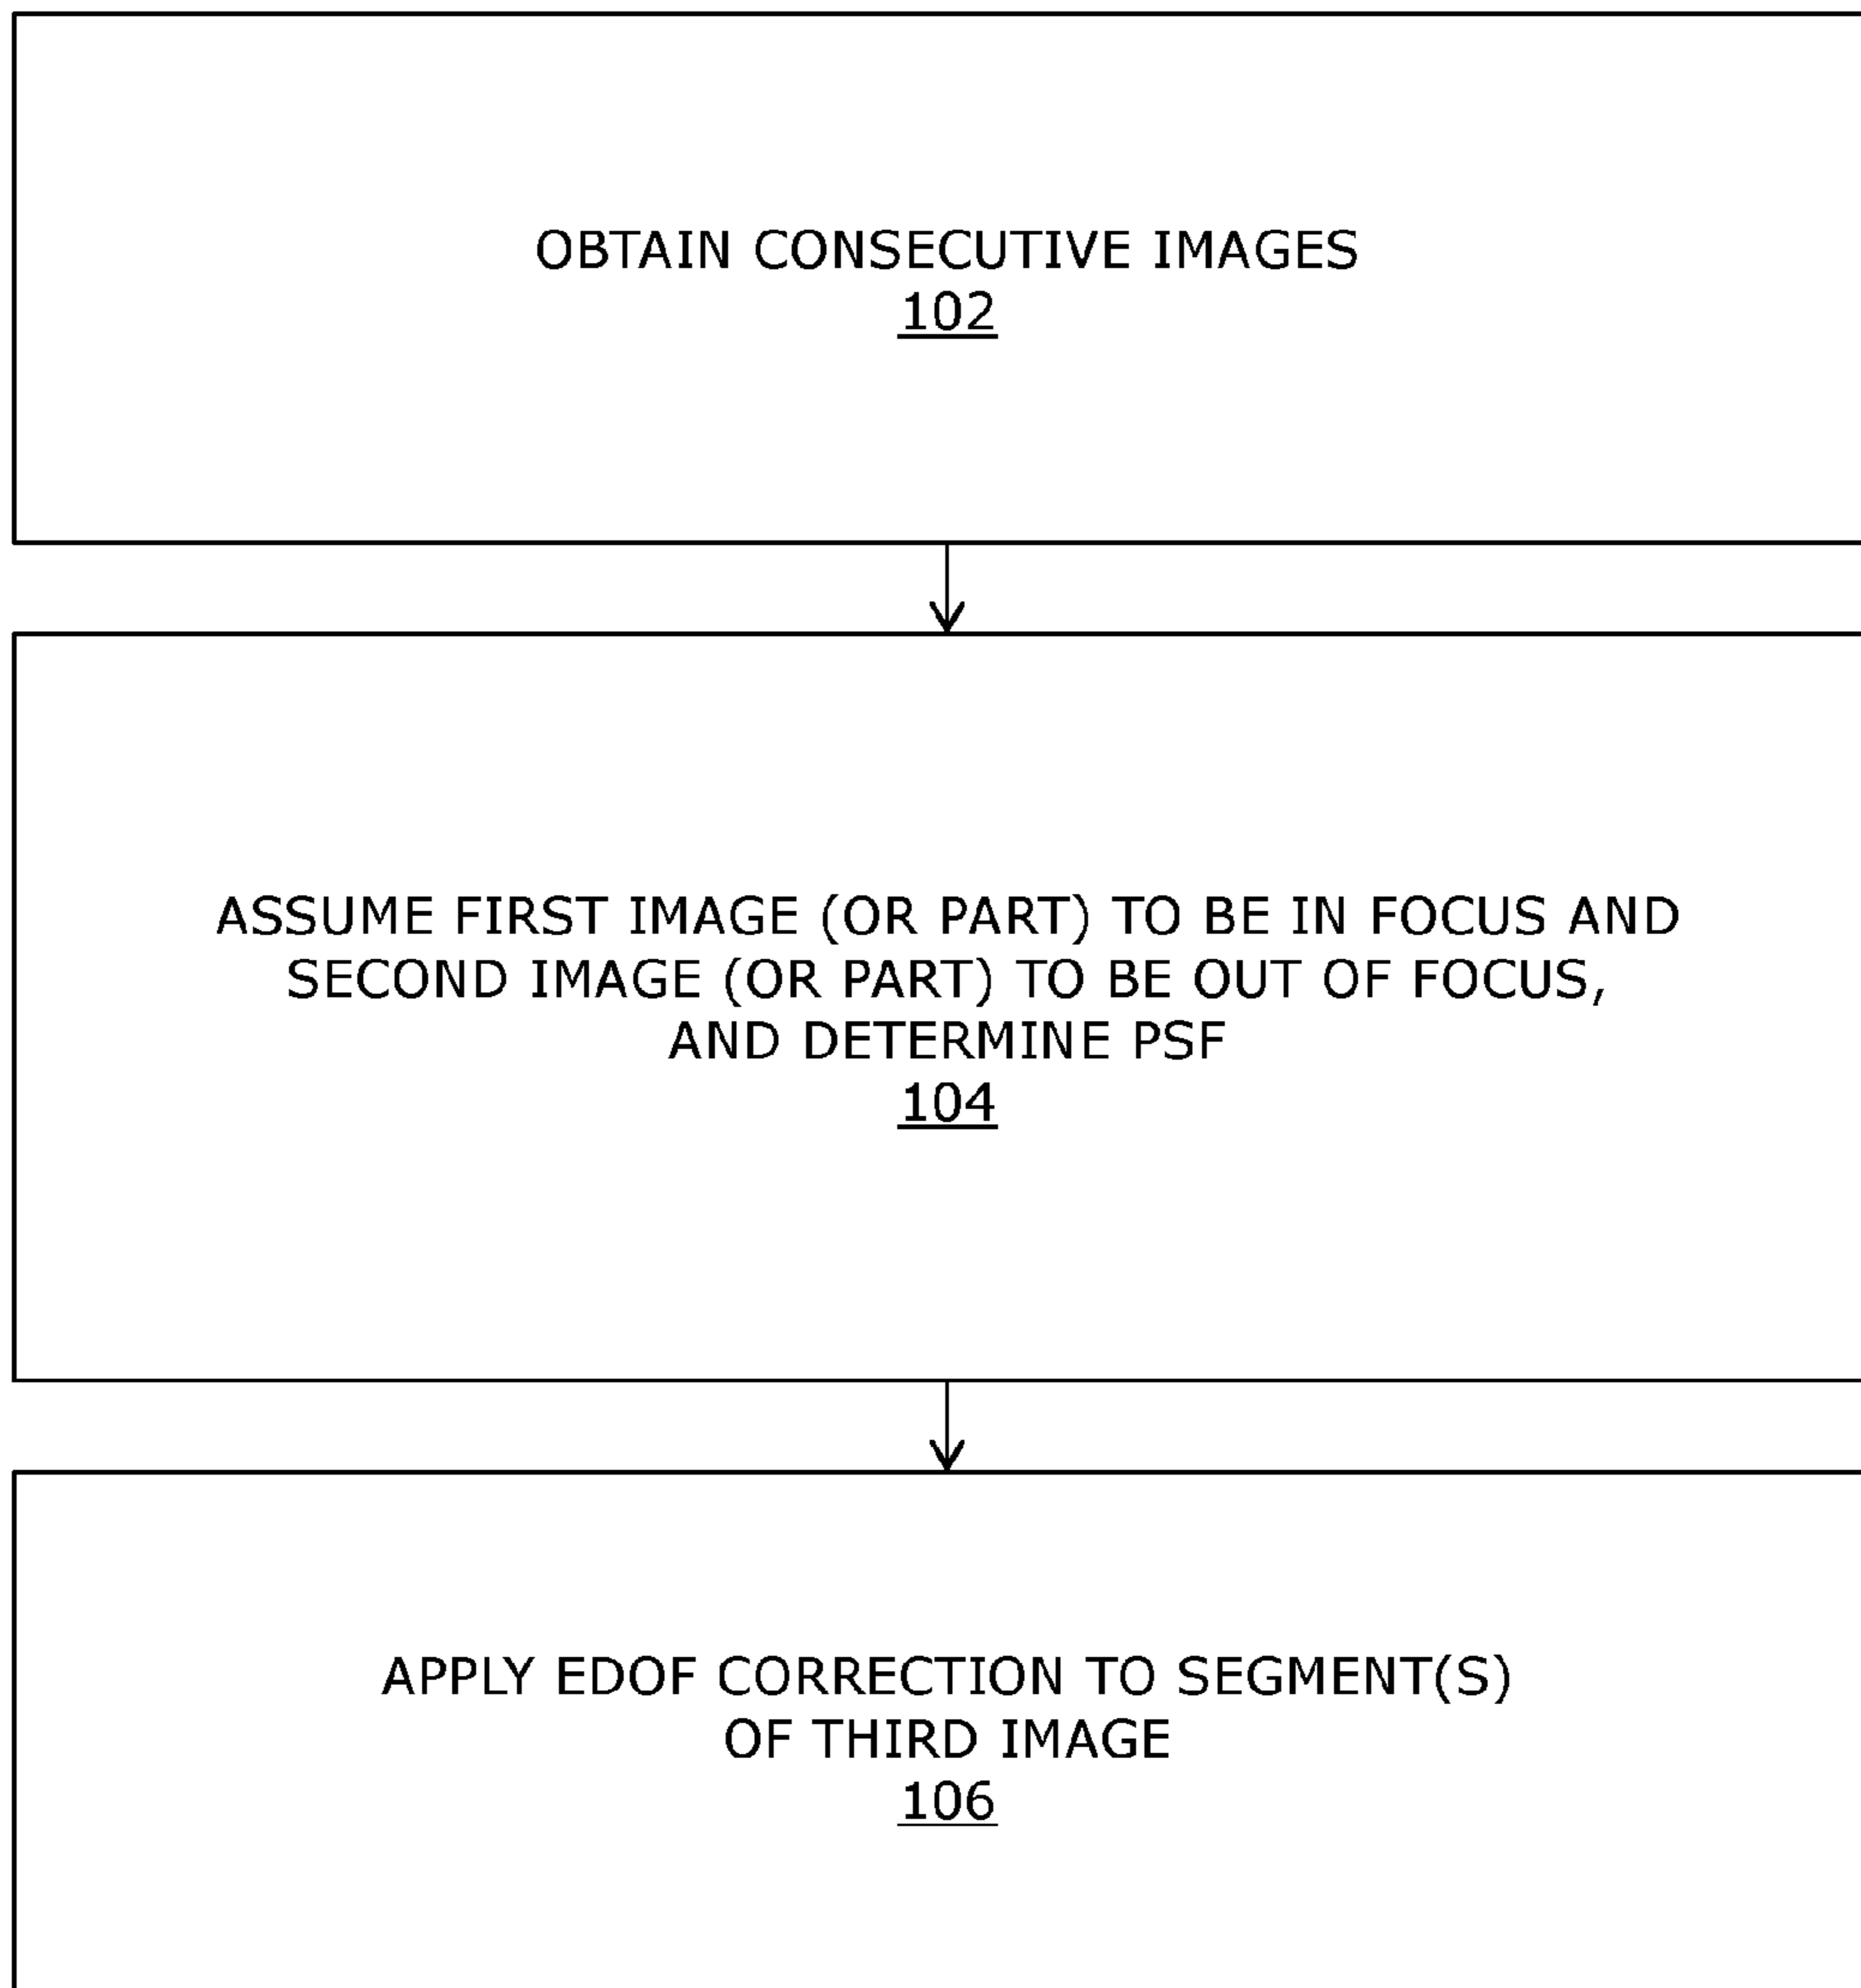 OBTAIN CONSECUTIVE IMAGES
102
ASSUME FIRST IMAGE (OR PART) TO BE IN FOCUS AND
SECOND IMAGE (OR PART) TO BE OUT OF FOCUS,
AND DETERMINE PSF
104
APPLY EDOF CORRECTION TO SEGMENT(S)
OF THIRD IMAGE
106